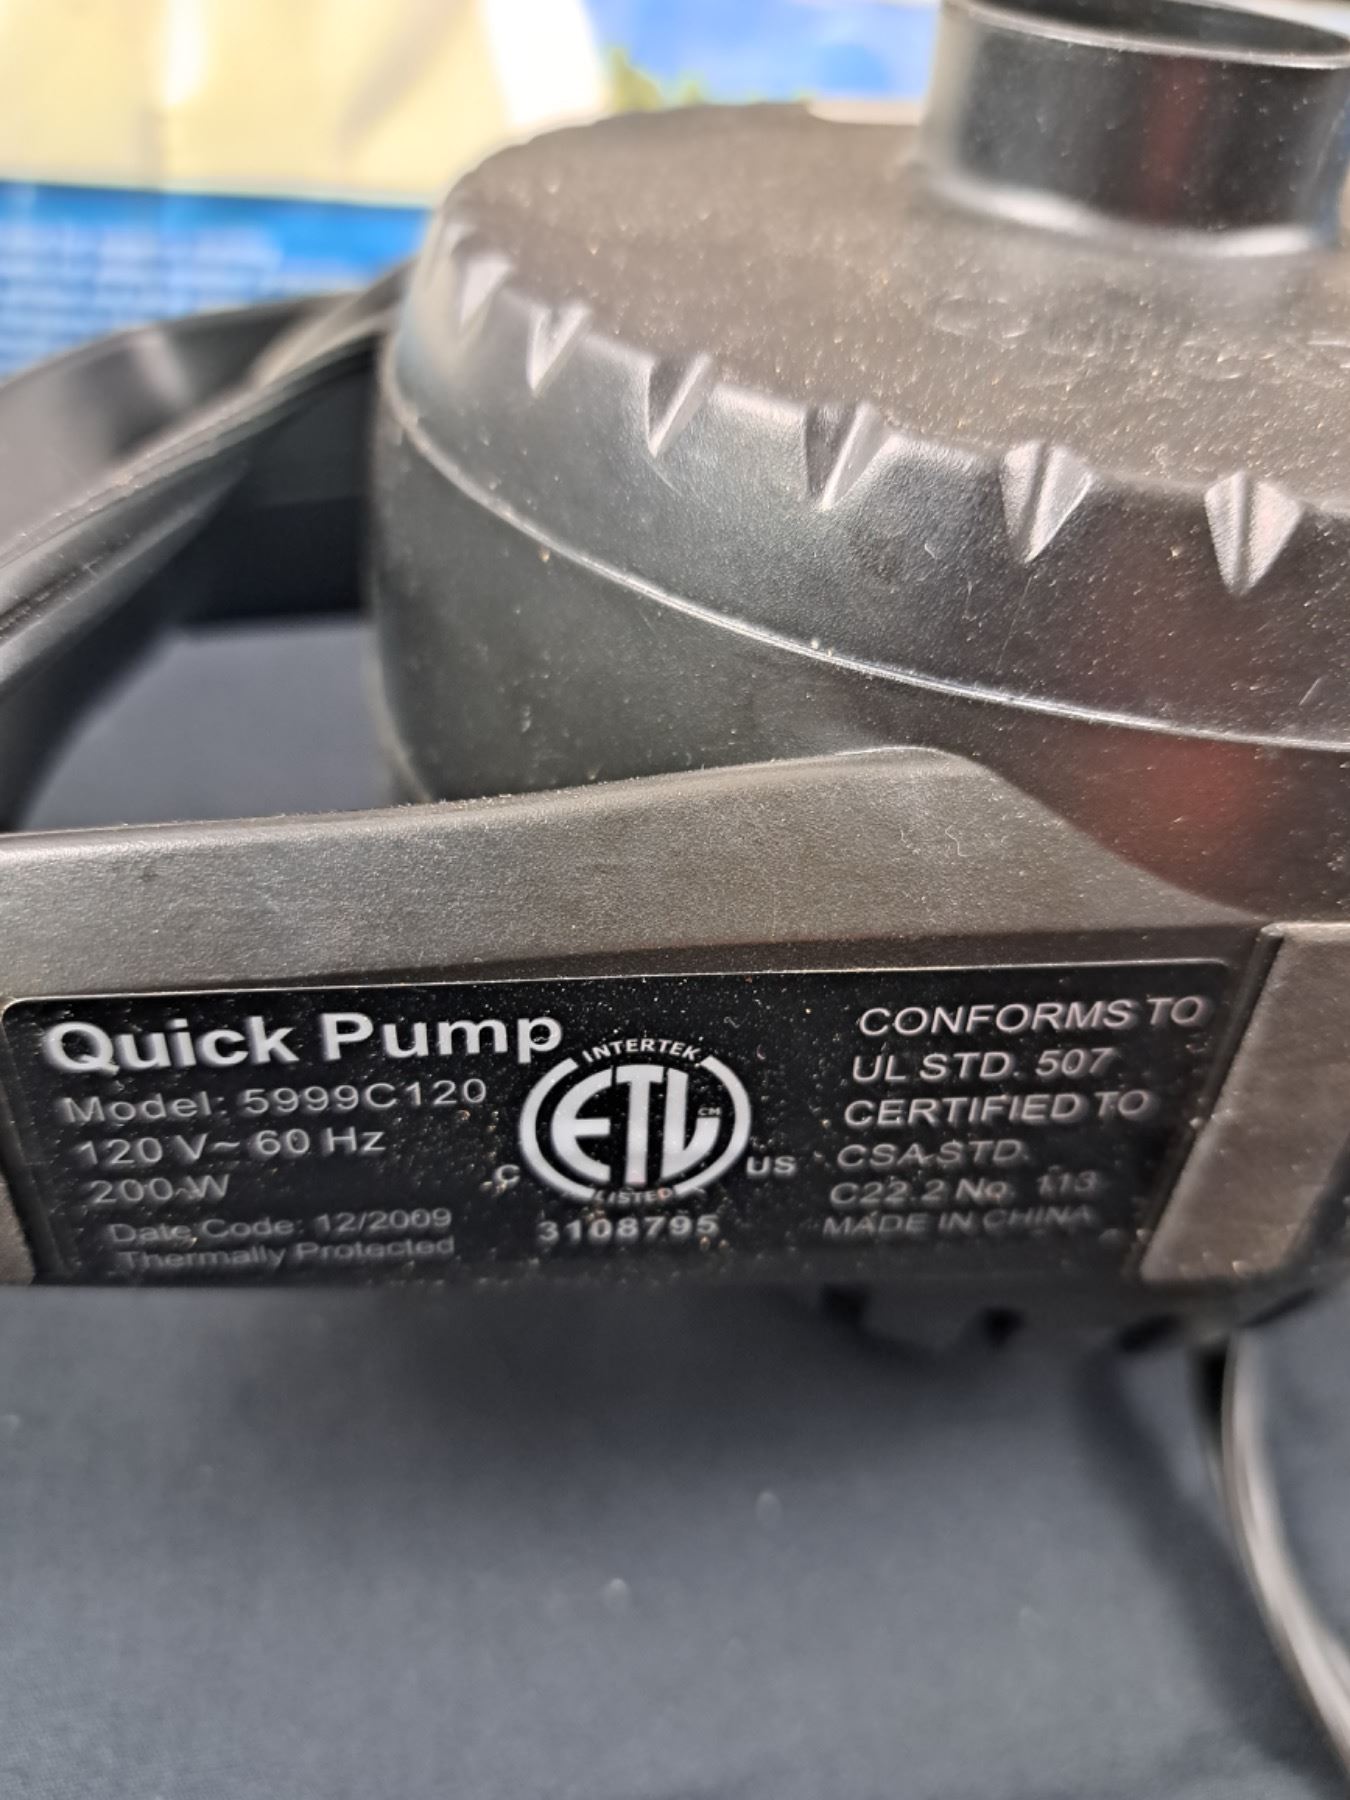 Quick Pump
Model: 5999C120
120 V~ 60 Hz
200 W
Date Code: 12/2009
Thermally Protected
INTERTEK
ETL
CM
C
US
LISTED
3108795
CONFORMS TO
UL STD. 507
CERTIFIED TO
CSA STD.
C22.2 No. 113
MADE IN CHINA